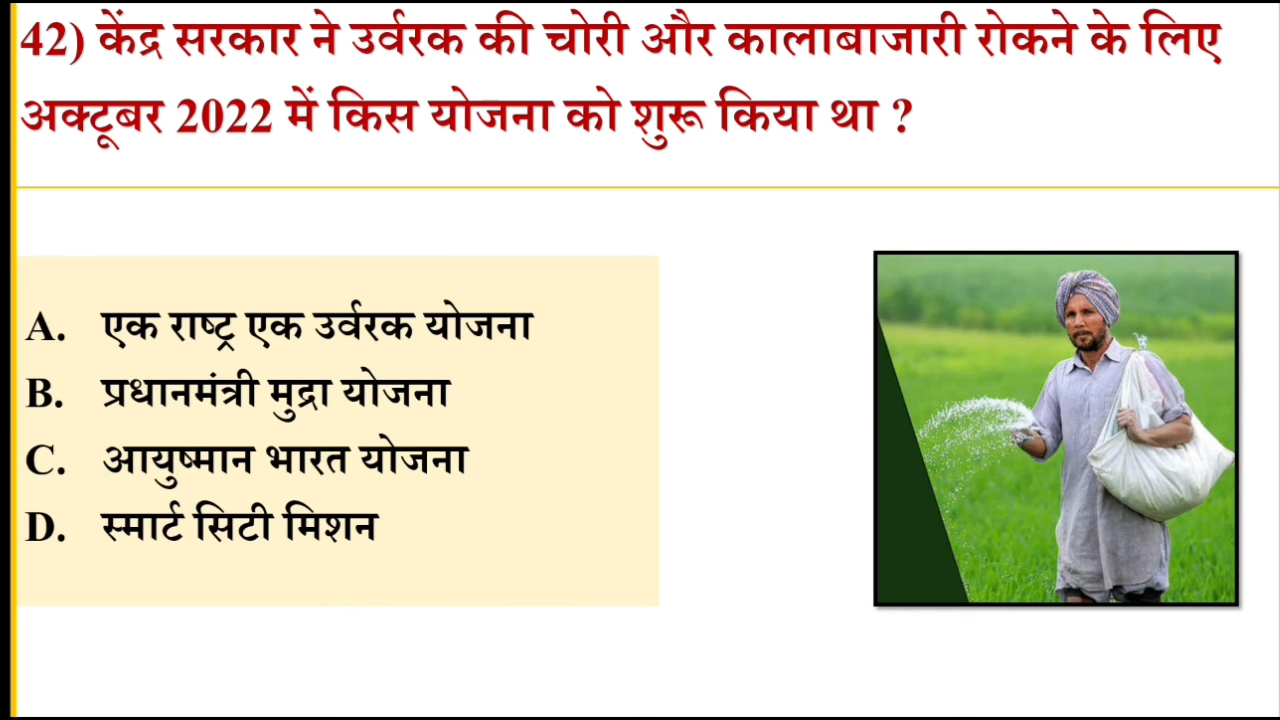 42) केंद्र सरकार ने उर्वरक की चोरी और कालाबाजारी रोकने के लिए
अक्टूबर 2022 में किस योजना को शुरू किया था ?
A. एक राष्ट्र एक उर्वरक योजना
B. प्रधानमंत्री मुद्रा योजना
C. आयुष्मान भारत योजना
D. स्मार्ट सिटी मिशन